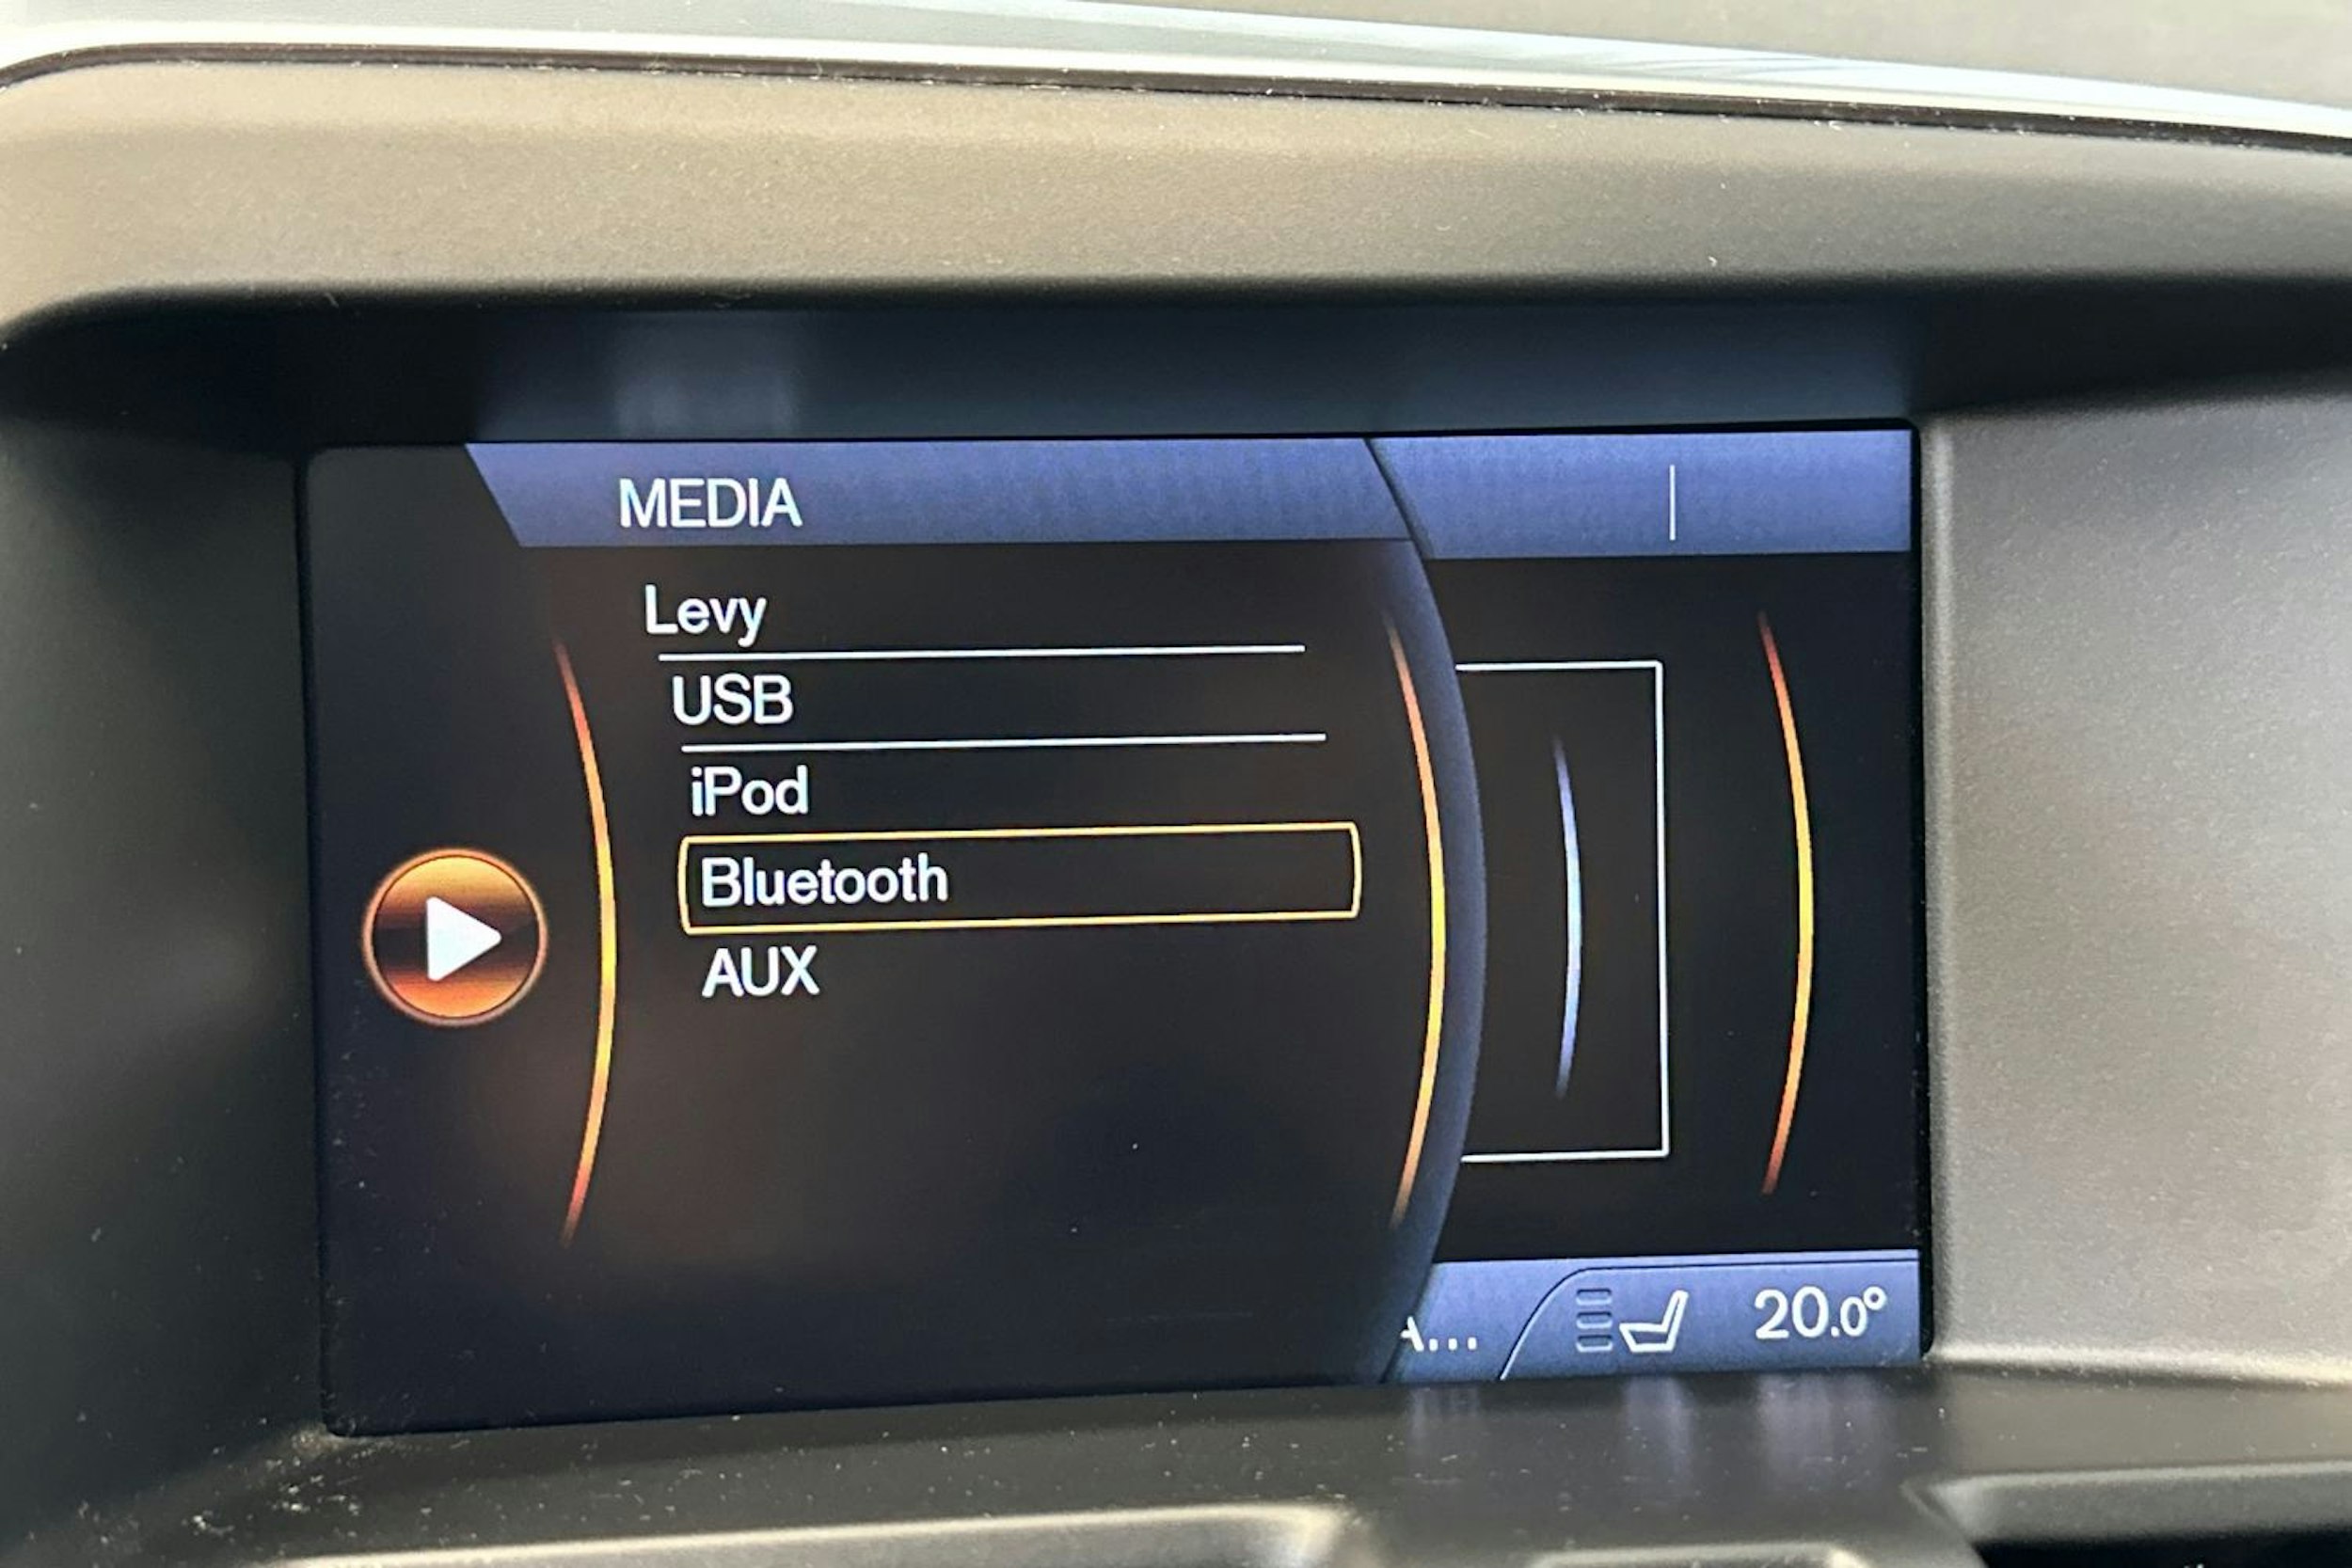 MEDIA
Levy
USB
iPod
Bluetooth
AUX
A...
20.0°